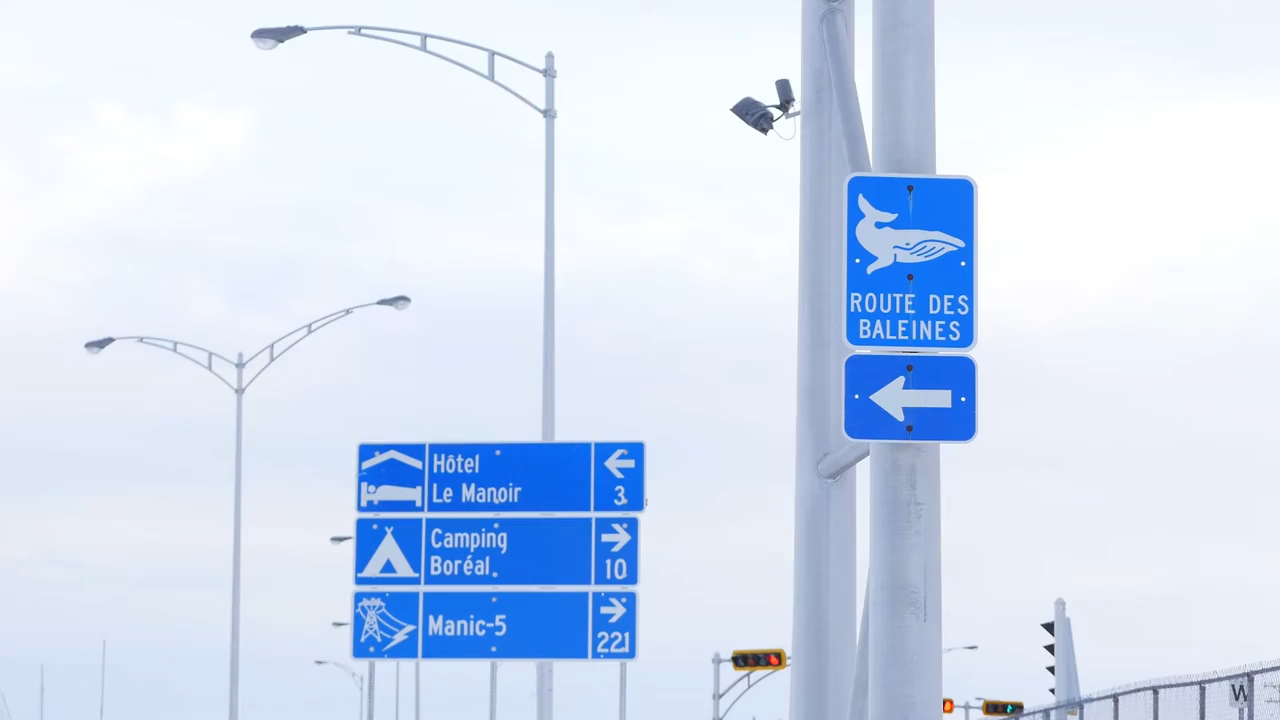 ROUTE DES
BALEINES
Hôtel
Le Manoir
3
Camping
Boréal
10
Manic-5
221
W